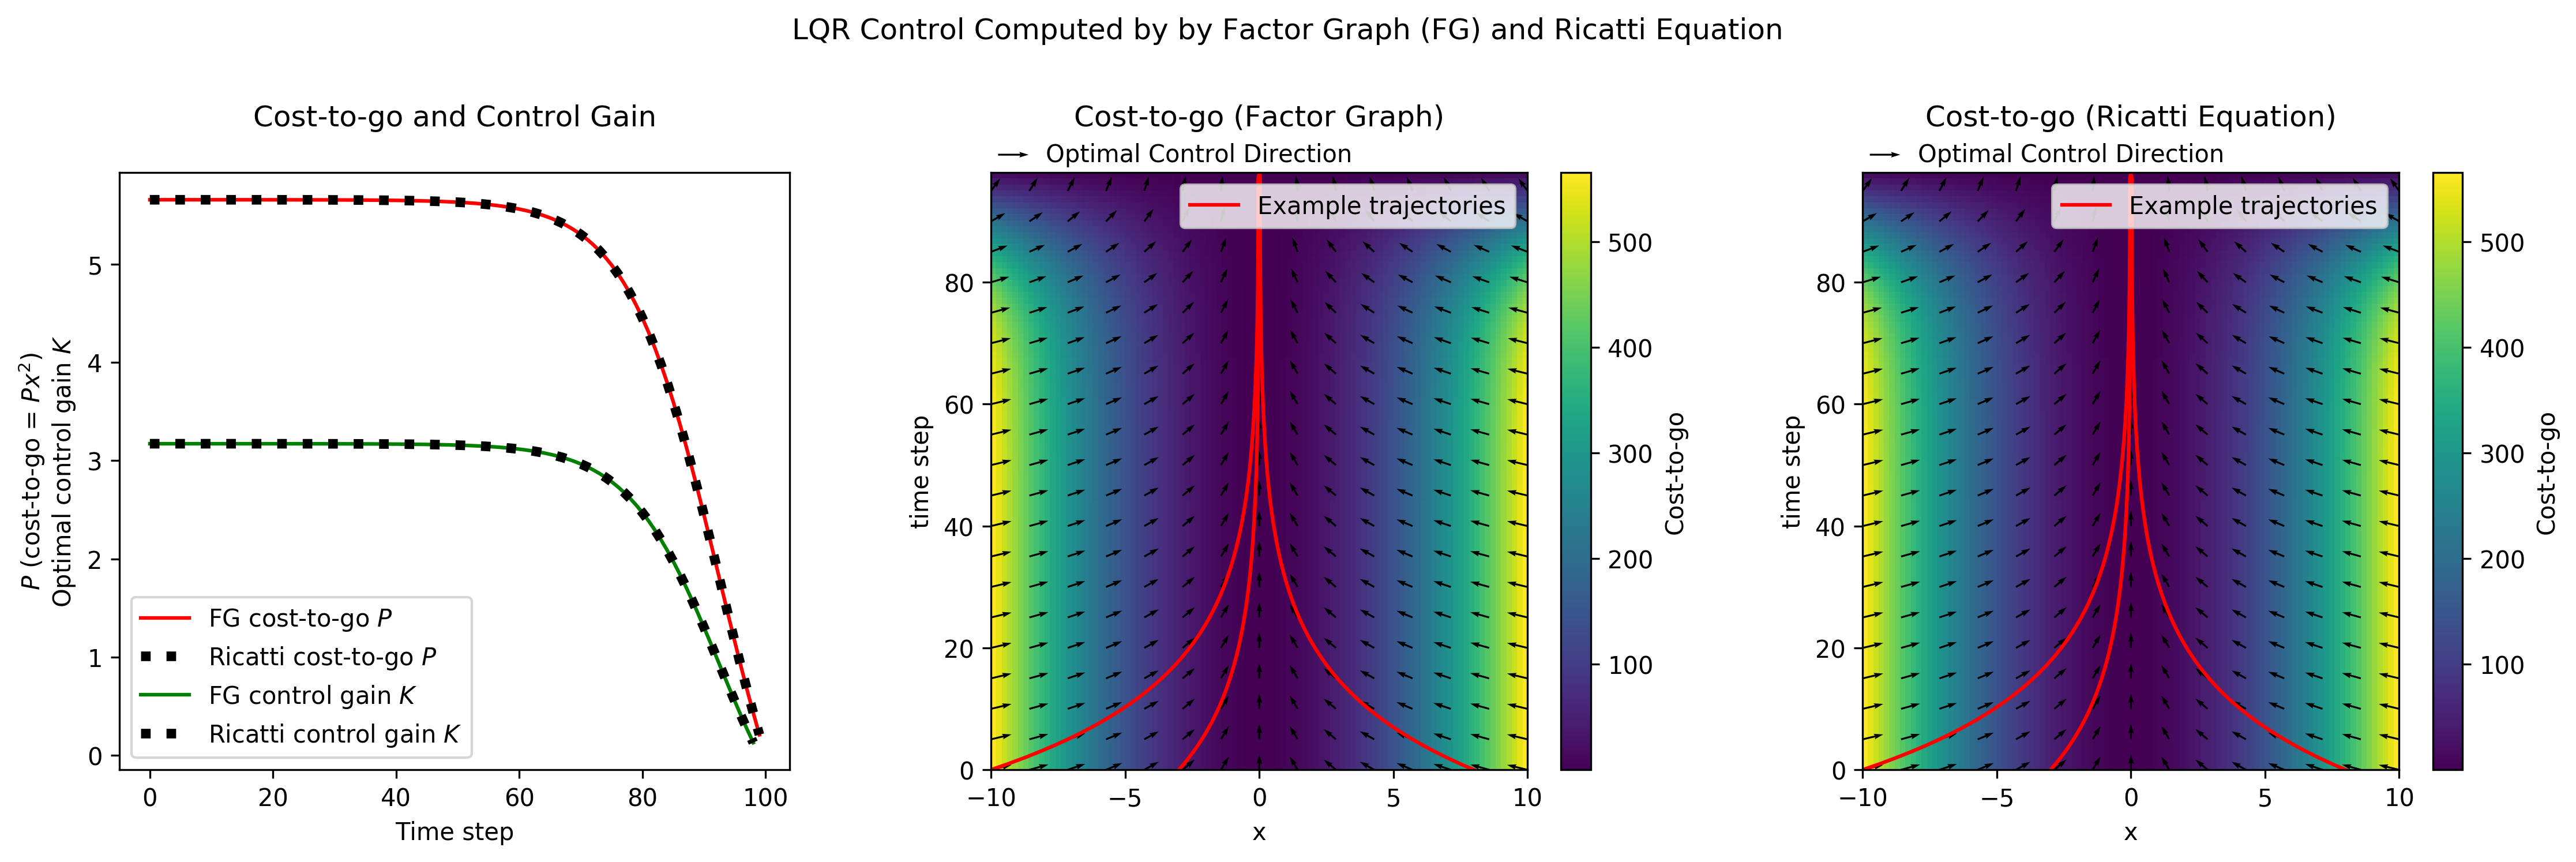 LQR Control Computed by by Factor Graph (FG) and Ricatti Equation
Cost-to-go and Control Gain
P (cost-to-go = Px²)
Optimal control gain K
5
4
3
2
1
0
FG cost-to-go P
Ricatti cost-to-go P
FG control gain K
Ricatti control gain K
0 20 40 60 80 100
Time step
Cost-to-go (Factor Graph)
Optimal Control Direction
Example trajectories
time step
80
60
40
20
0
−10 −5 0 5 10
x
500
400
300
200
100
Cost-to-go
Cost-to-go (Ricatti Equation)
Optimal Control Direction
Example trajectories
time step
80
60
40
20
0
−10 −5 0 5 10
x
500
400
300
200
100
Cost-to-go